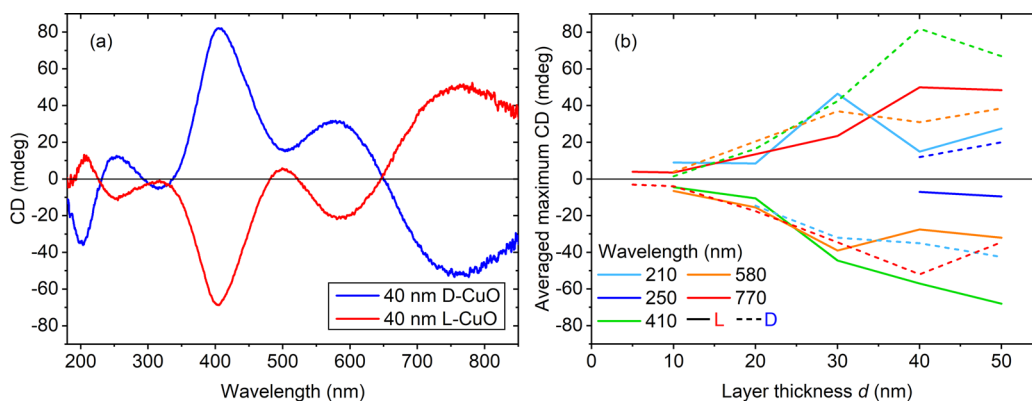 (a)
80
60
40
20
0
-20
-40
-60
-80
CD (mdeg)
200 300 400 500 600 700 800
Wavelength (nm)
40 nm D-CuO
40 nm L-CuO
(b)
80
60
40
20
0
-20
-40
-60
-80
Averaged maximum CD (mdeg)
Wavelength (nm)
210 580
250 770
410 L D
0 10 20 30 40 50
Layer thickness d (nm)